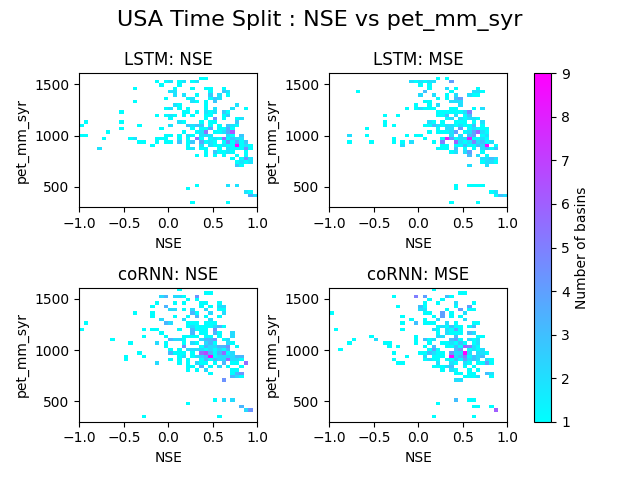 USA Time Split : NSE vs pet_mm_syr
LSTM: NSE
LSTM: MSE
pet_mm_syr
1500
1000
500
−1.0 −0.5 0.0 0.5 1.0
NSE
pet_mm_syr
1500
1000
500
−1.0 −0.5 0.0 0.5 1.0
NSE
coRNN: NSE
coRNN: MSE
pet_mm_syr
1500
1000
500
−1.0 −0.5 0.0 0.5 1.0
NSE
pet_mm_syr
1500
1000
500
−1.0 −0.5 0.0 0.5 1.0
NSE
9
8
7
6
5
4
3
2
1
Number of basins